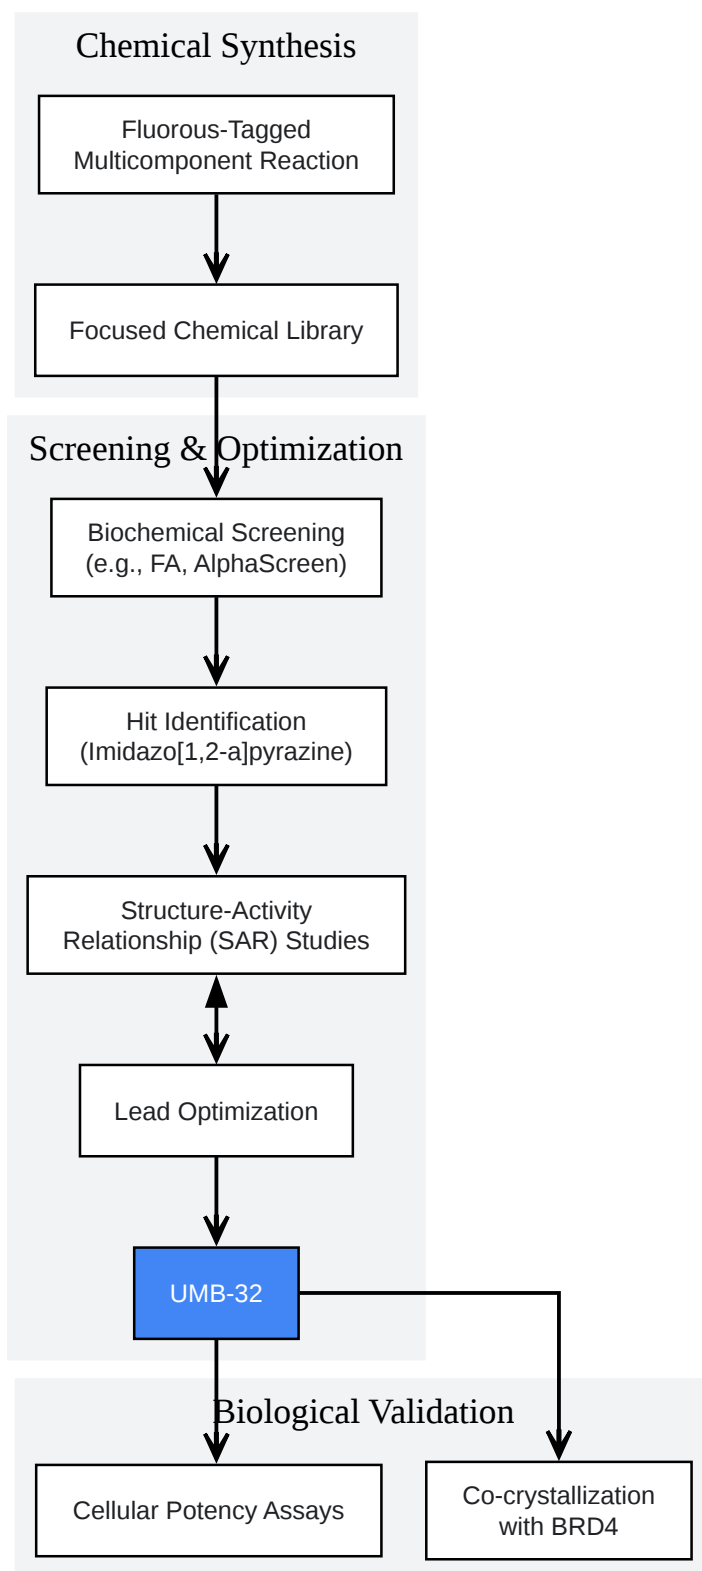 Chemical Synthesis
Fluorous-Tagged
Multicomponent Reaction
Focused Chemical Library
Screening & Optimization
Biochemical Screening
(e.g., FA, AlphaScreen)
Hit Identification
(Imidazo[1,2-a]pyrazine)
Structure-Activity
Relationship (SAR) Studies
Lead Optimization
UMB-32
Biological Validation
Cellular Potency Assays
Co-crystallization
with BRD4